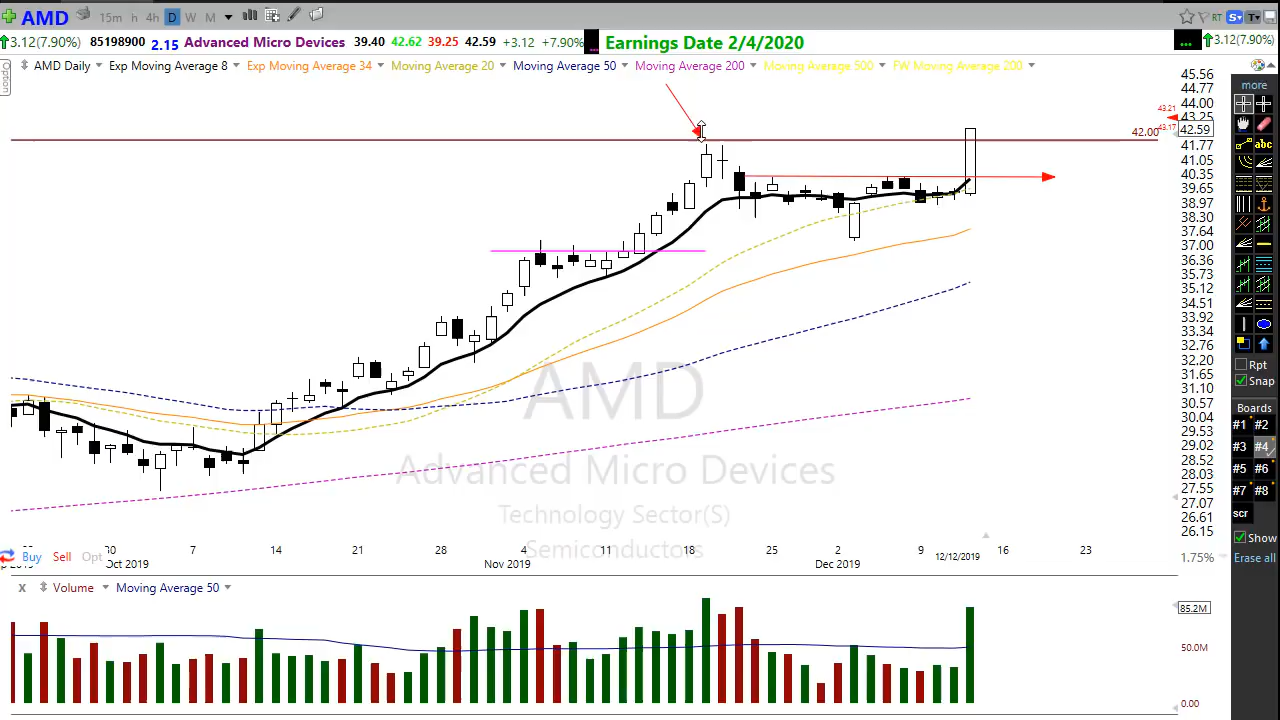 AMD 15m h 4h D W M RT S T
3.12(7.90%) 85198900 2.15 Advanced Micro Devices 39.40 42.62 39.25 42.59 +3.12 +7.90% ... Earnings Date 2/4/2020 ... 3.12(7.90%)
Option
AMD Daily Exp Moving Average 8 Exp Moving Average 34 Moving Average 20 Moving Average 50 Moving Average 200 Moving Average 500 FW Moving Average 200
45.56
44.77
44.00
43.21
43.25
43.17
42.59
42.00
41.77
41.05
40.35
39.65
38.97
38.30
37.64
37.00
36.36
35.73
35.12
34.51
33.92
33.34
32.76
32.20
31.65
31.10
30.57
30.04
29.53
29.02
28.52
28.03
27.55
27.07
26.61
26.15
1.75%
AMD
Advanced Micro Devices
Technology Sector(S)
Semiconductors
Buy Sell Opt
30 7 14 21 28 4 11 18 25 2 9 12/12/2019 16 23
Oct 2019 Nov 2019 Dec 2019
X Volume Moving Average 50
85.2M
50.0M
0.00
more
abc
Rpt
Snap
Boards
#1 #2
#3 #4
#5 #6
#7 #8
scr
Show
Erase all